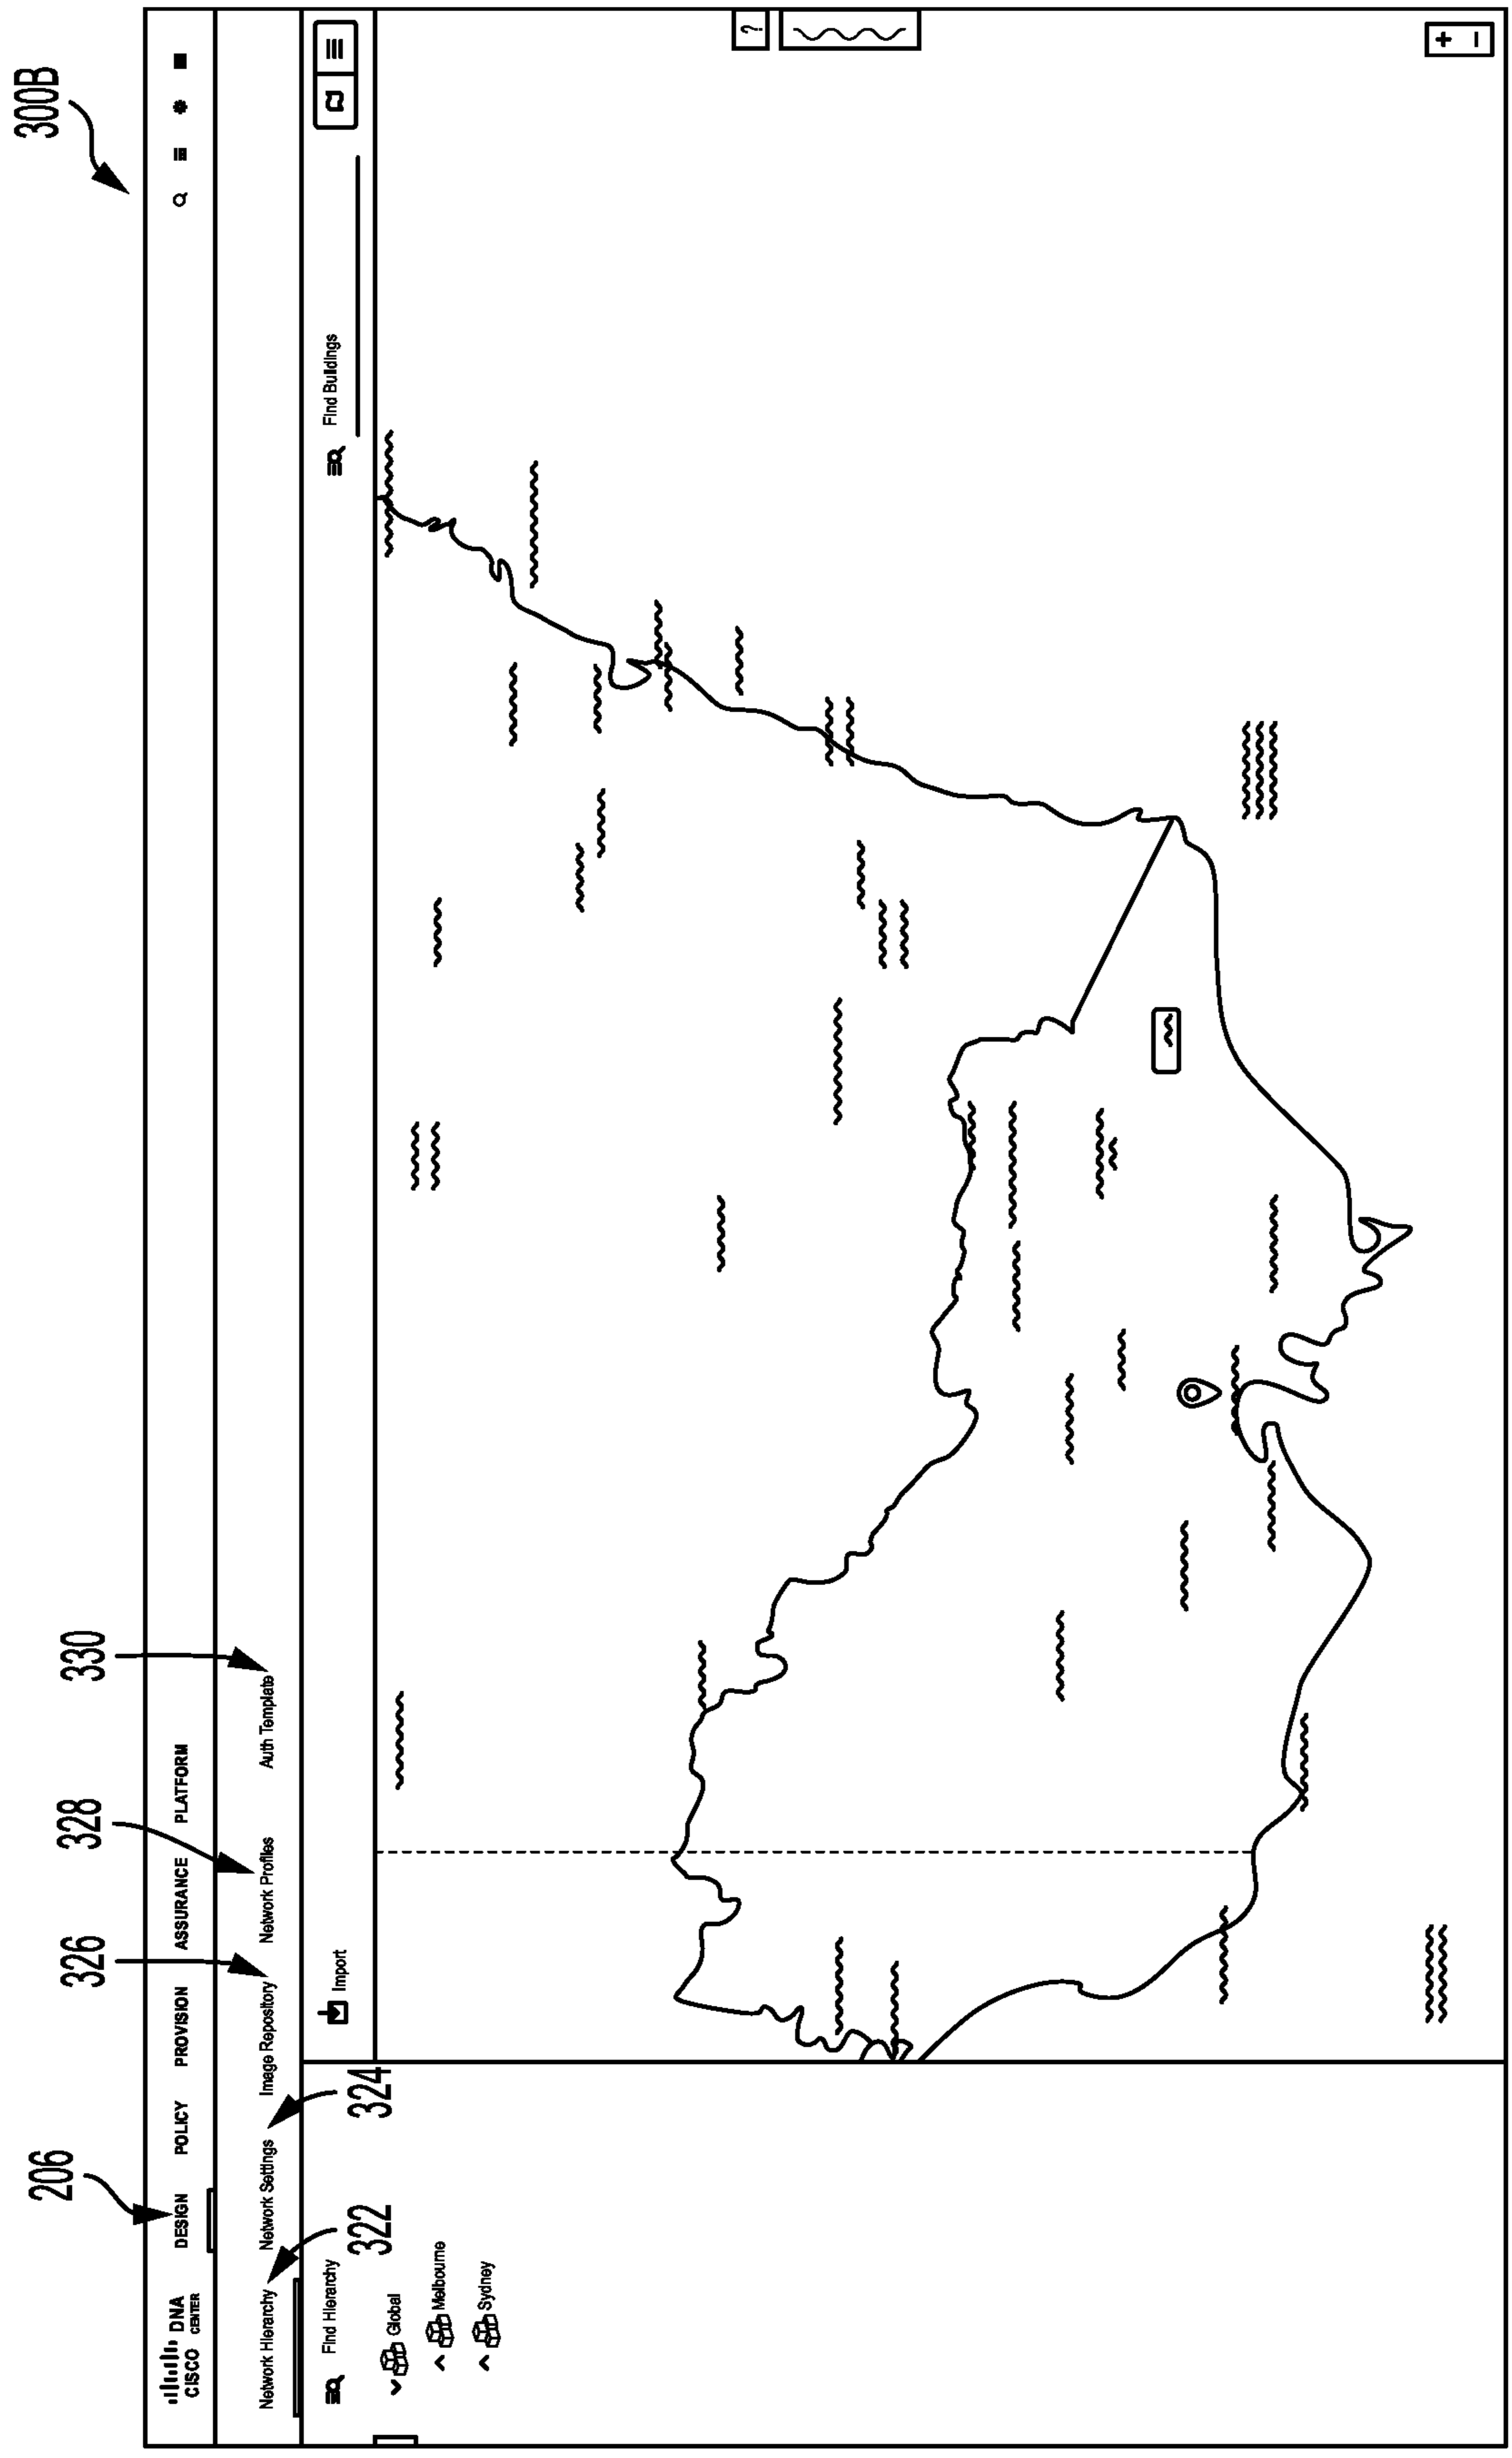 300B
206
326
328
330
CISCO DNA CENTER
DESIGN POLICY PROVISION ASSURANCE PLATFORM
Network Hierarchy Network Settings Image Repository Network Profiles Auth Template
322
324
Find Hierarchy
Import
Find Buildings
Global
Melbourne
Sydney
?
+
−